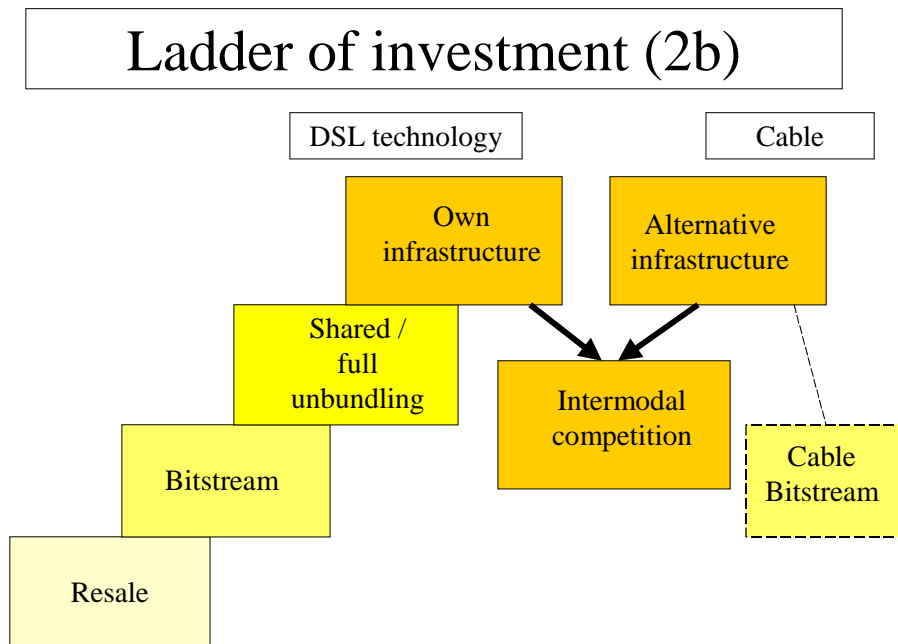 Ladder of investment (2b)
DSL technology
Cable
Own
infrastructure
Alternative
infrastructure
Shared /
full
unbundling
Intermodal
competition
Bitstream
Cable
Bitstream
Resale